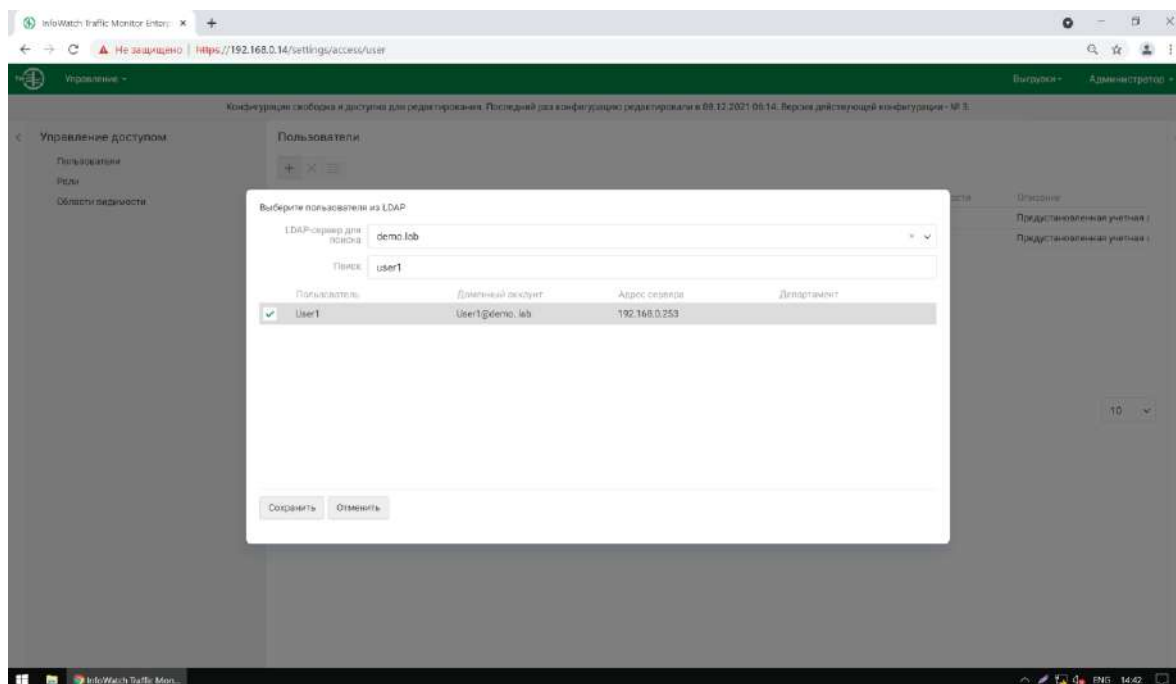 InfoWatch Traffic Monitor Enterp
Не защищено | https://192.168.0.14/settings/access/user
Управление
Выгрузки
Администратор
Конфигурация свободна и доступна для редактирования. Последний раз конфигурацию редактировали в 08.12.2021 06:14. Версия действующей конфигурации - № 3.
Управление доступом
Пользователи
Роли
Области видимости
Пользователи
Описание
Предустановленная учетная
Предустановленная учетная
Выберите пользователя из LDAP
LDAP-сервер для поиска
demo.lab
Поиск
user1
Пользователь
Доменный аккаунт
Адрес сервера
Департамент
User1
User1@demo.lab
192.168.0.253
10
Сохранить
Отменить
InfoWatch Traffic Mon...
ENG
14:42